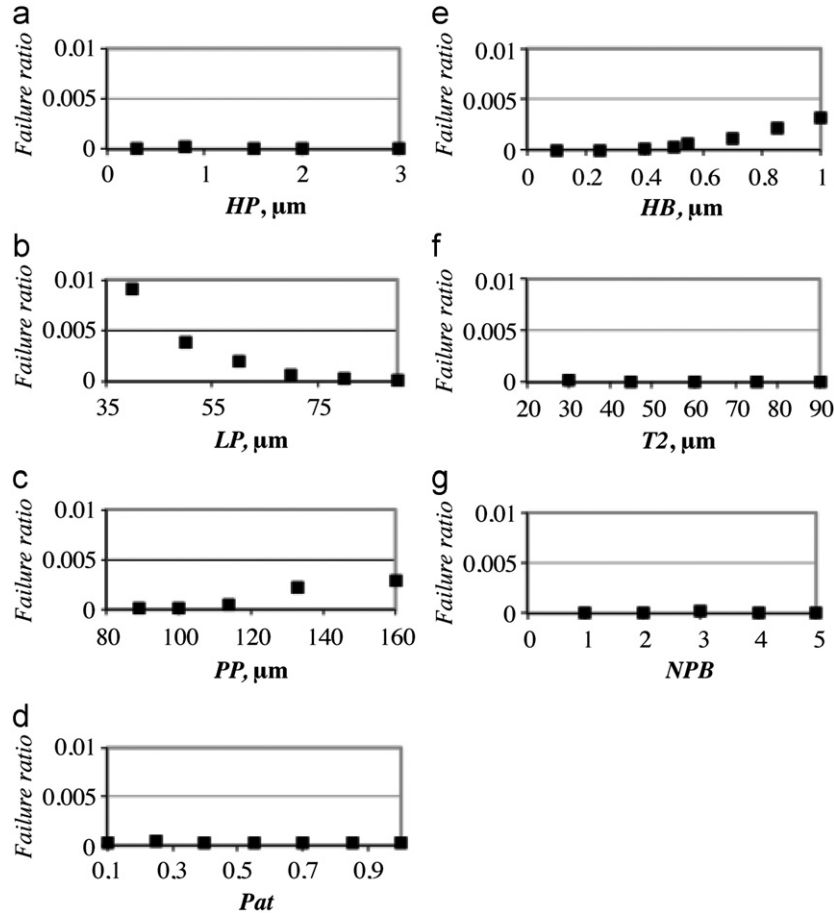 a
Failure ratio
0.01
0.005
0
0 1 2 3
HP, μm
b
Failure ratio
0.01
0.005
0
35 55 75
LP, μm
c
Failure ratio
0.01
0.005
0
80 100 120 140 160
PP, μm
d
Failure ratio
0.01
0.005
0
0.1 0.3 0.5 0.7 0.9
Pat
e
Failure ratio
0.01
0.005
0
0 0.2 0.4 0.6 0.8 1
HB, μm
f
Failure ratio
0.01
0.005
0
20 30 40 50 60 70 80 90
T2, μm
g
Failure ratio
0.01
0.005
0
0 1 2 3 4 5
NPB